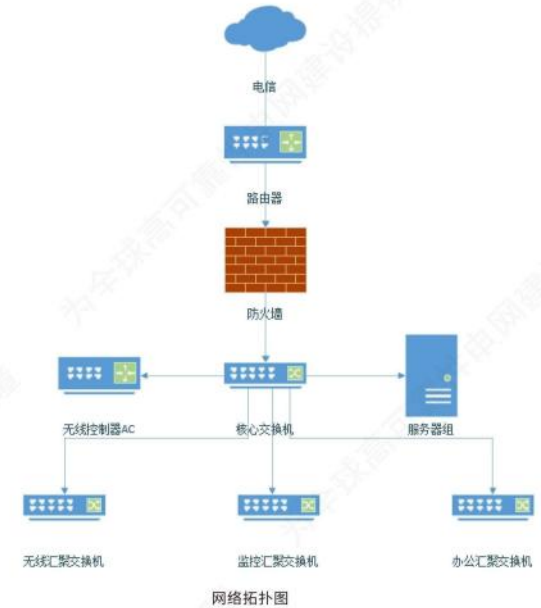 电信
路由器
防火墙
无线控制器AC
核心交换机
服务器组
无线汇聚交换机
监控汇聚交换机
办公汇聚交换机
网络拓扑图